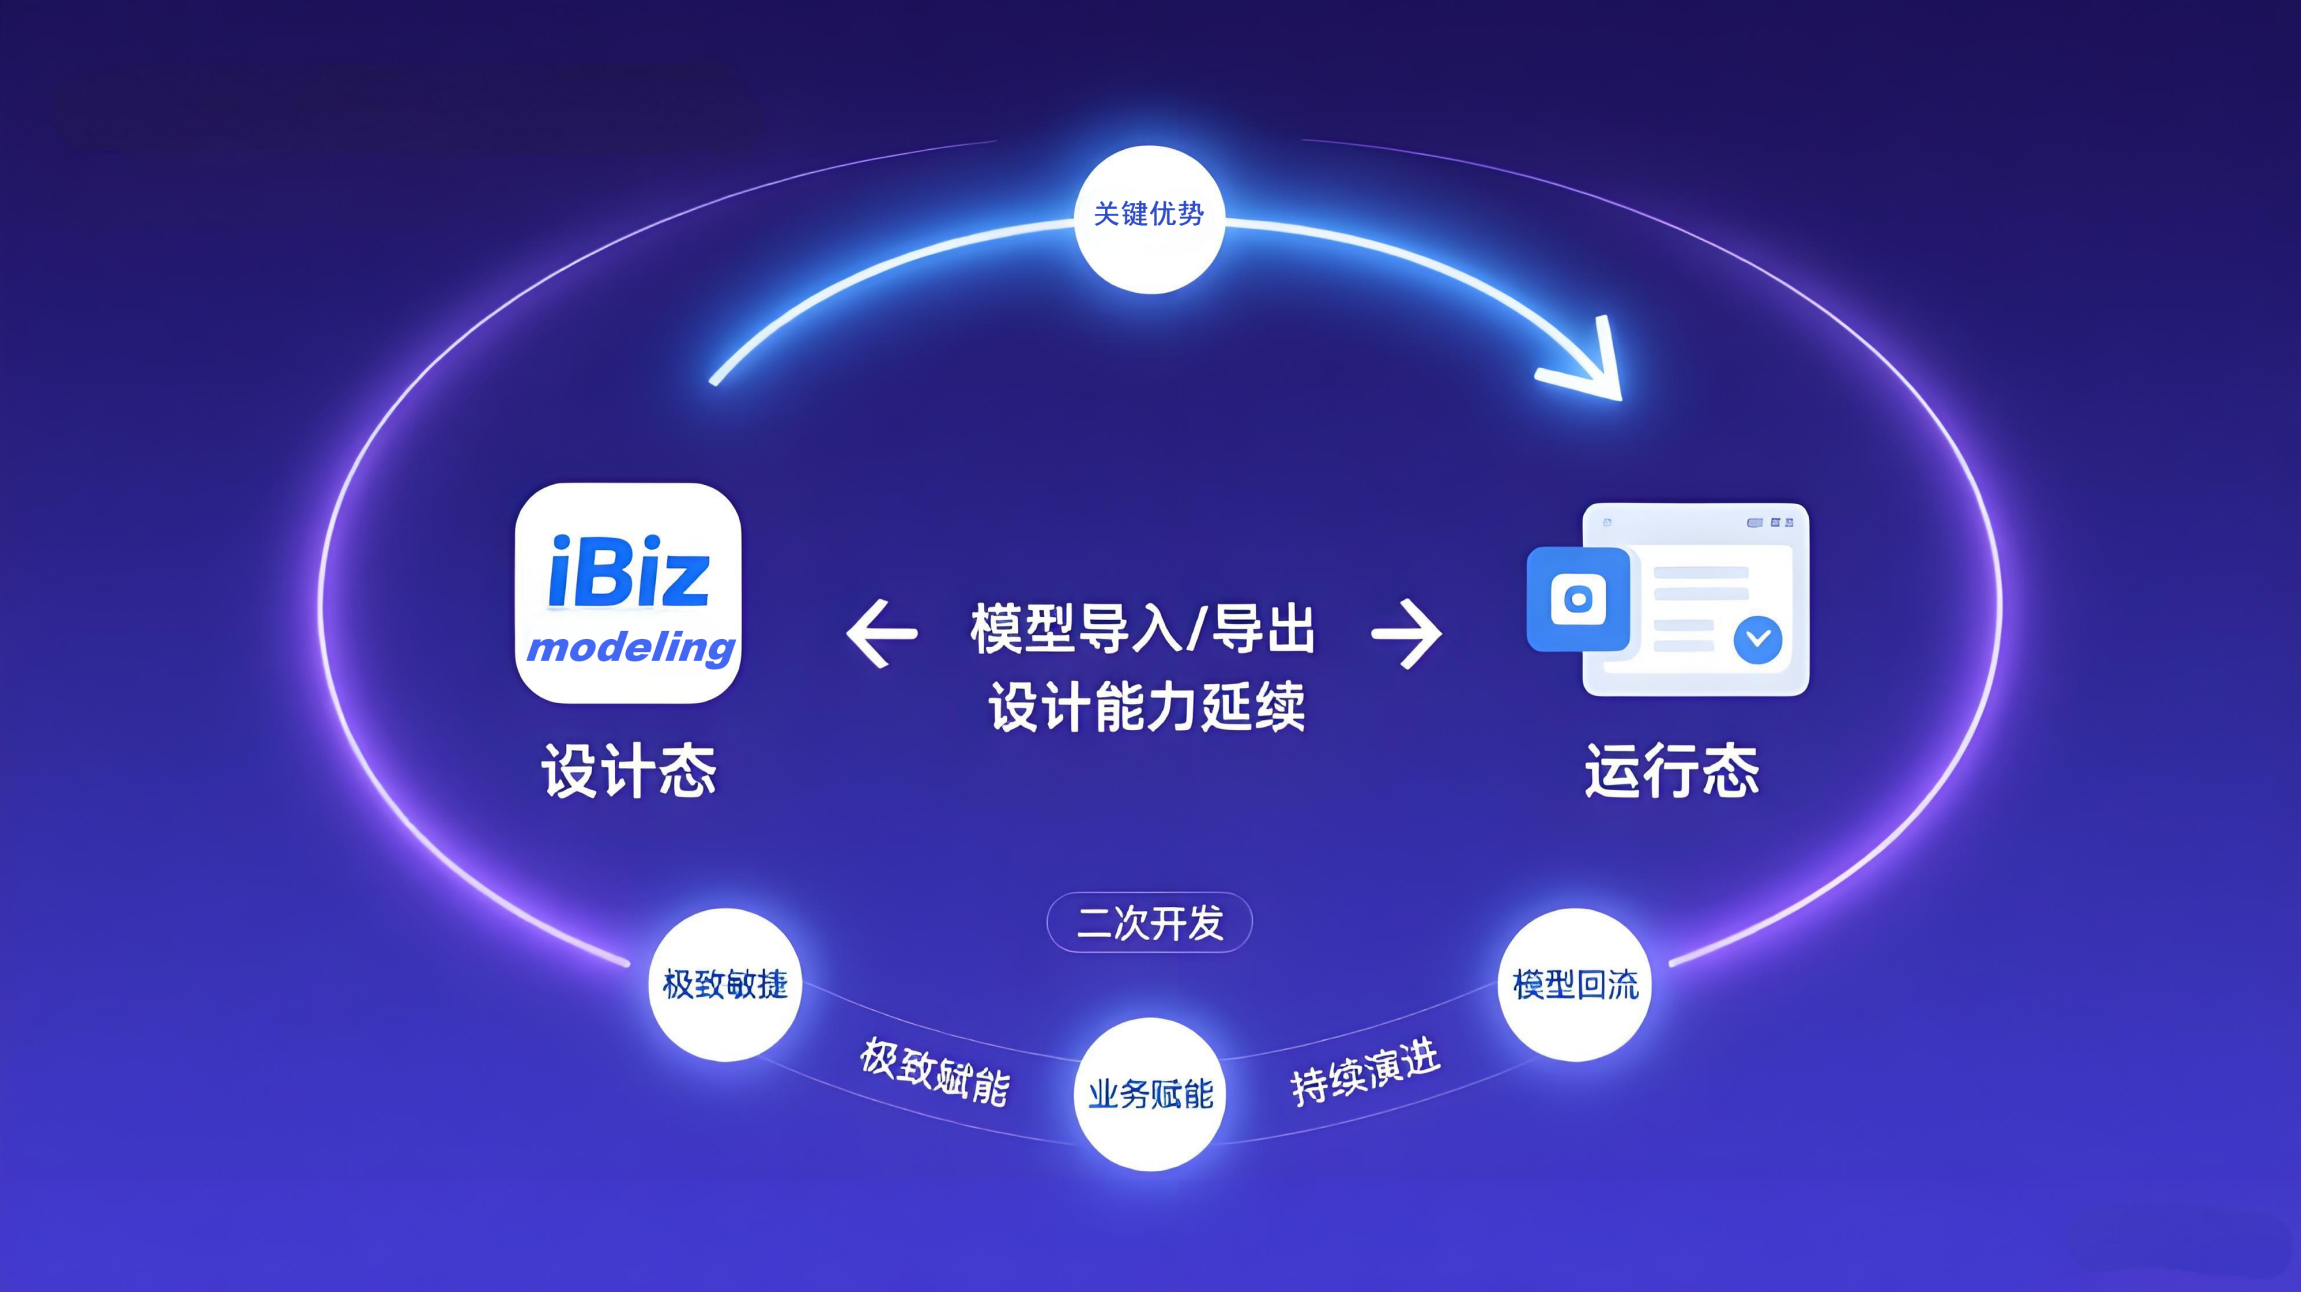 关键优势
iBiz
modeling
模型导入/导出
设计能力延续
设计态
运行态
二次开发
极致敏捷
模型回流
极致赋能
持续演进
业务赋能